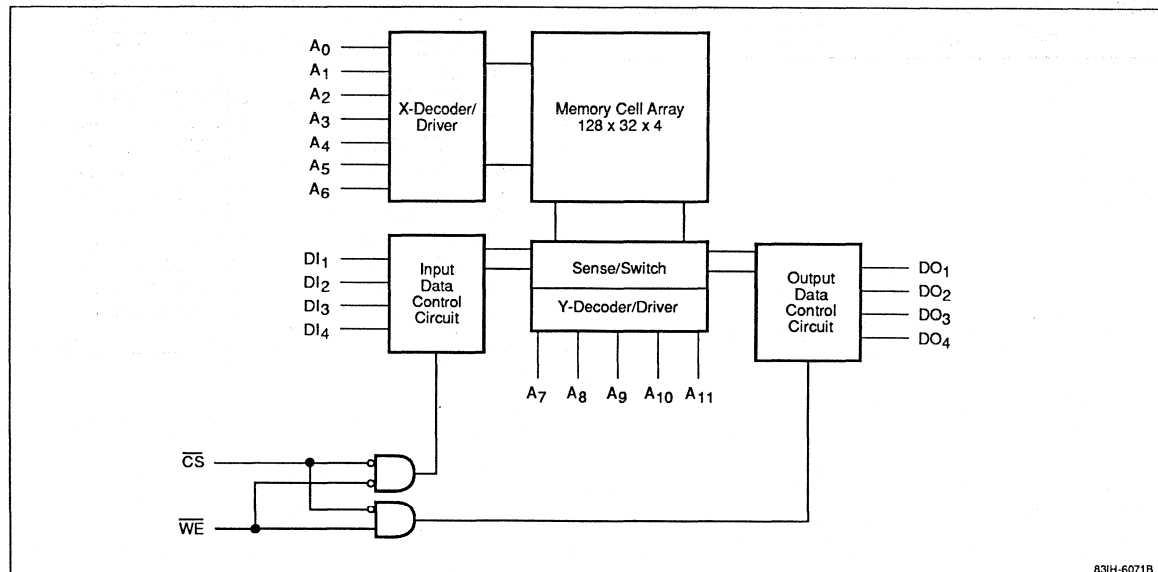 A0
A1
A2
A3
A4
A5
A6
X-Decoder/
Driver
Memory Cell Array
128 x 32 x 4
DI1
DI2
DI3
DI4
Input
Data
Control
Circuit
Sense/Switch
Y-Decoder/Driver
Output
Data
Control
Circuit
DO1
DO2
DO3
DO4
A7 A8 A9 A10 A11
C̅S̅
W̅E̅
83IH-6071B